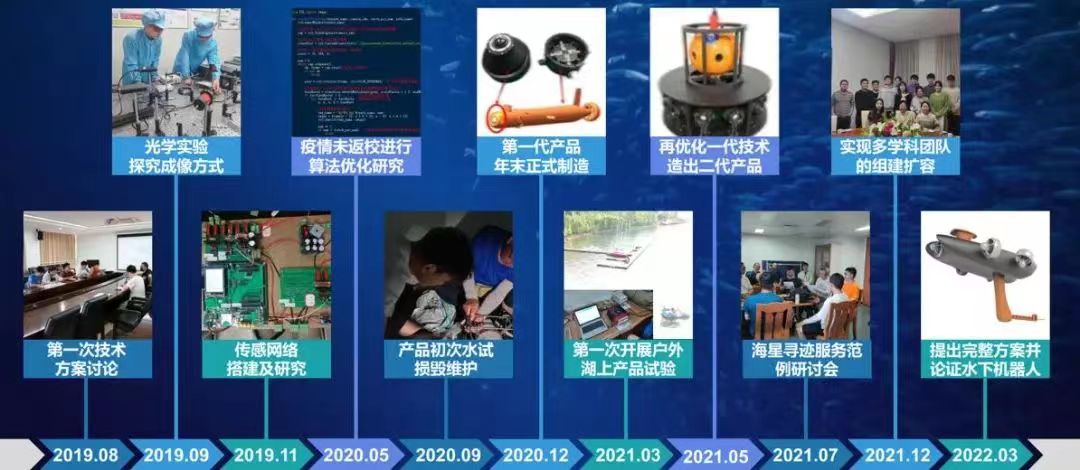 光学实验
探究成像方式
疫情未返校进行
算法优化研究
第一代产品
年末正式制造
再优化一代技术
造出二代产品
实现多学科团队
的组建扩容
第一次技术
方案讨论
传感网络
搭建及研究
产品初次水试
损毁维护
第一次开展户外
湖上产品试验
海星寻迹服务范
例研讨会
提出完整方案并
论证水下机器人
2019.08
2019.09
2019.11
2020.05
2020.09
2020.12
2021.03
2021.05
2021.07
2021.12
2022.03